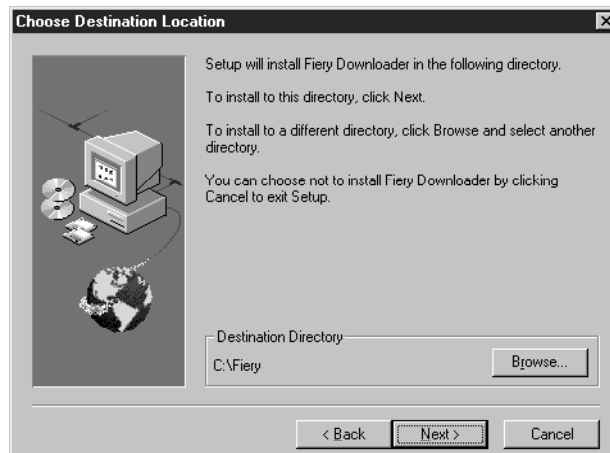 Choose Destination Location
Setup will install Fiery Downloader in the following directory.
To install to this directory, click Next.
To install to a different directory, click Browse and select another
directory.
You can choose not to install Fiery Downloader by clicking
Cancel to exit Setup.
Destination Directory
C:\Fiery
Browse...
< Back
Next >
Cancel